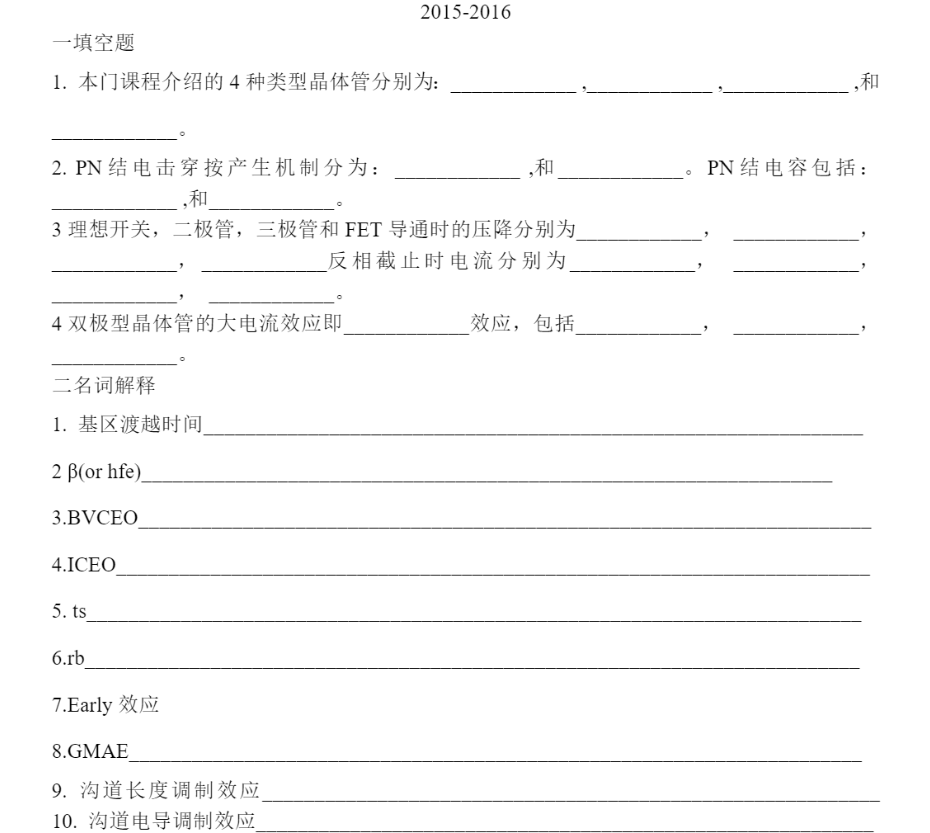 2015-2016
一填空题
1. 本门课程介绍的 4 种类型晶体管分别为：____________ ,____________ ,____________ ,和
____________。
2. PN 结电击穿按产生机制分为：____________ ,和____________。PN 结电容包括：
____________ ,和____________。
3 理想开关，二极管，三极管和 FET 导通时的压降分别为____________， ____________，
____________， ____________反相截止时电流分别为____________， ____________，
____________， ____________。
4 双极型晶体管的大电流效应即____________效应，包括____________， ____________，
____________。
二名词解释
1. 基区渡越时间_______________________________________________________________
2 β(or hfe)__________________________________________________________________
3.BVCEO______________________________________________________________________
4.ICEO________________________________________________________________________
5. ts__________________________________________________________________________
6.rb__________________________________________________________________________
7.Early 效应
8.GMAE______________________________________________________________________
9. 沟道长度调制效应___________________________________________________________
10. 沟道电导调制效应___________________________________________________________